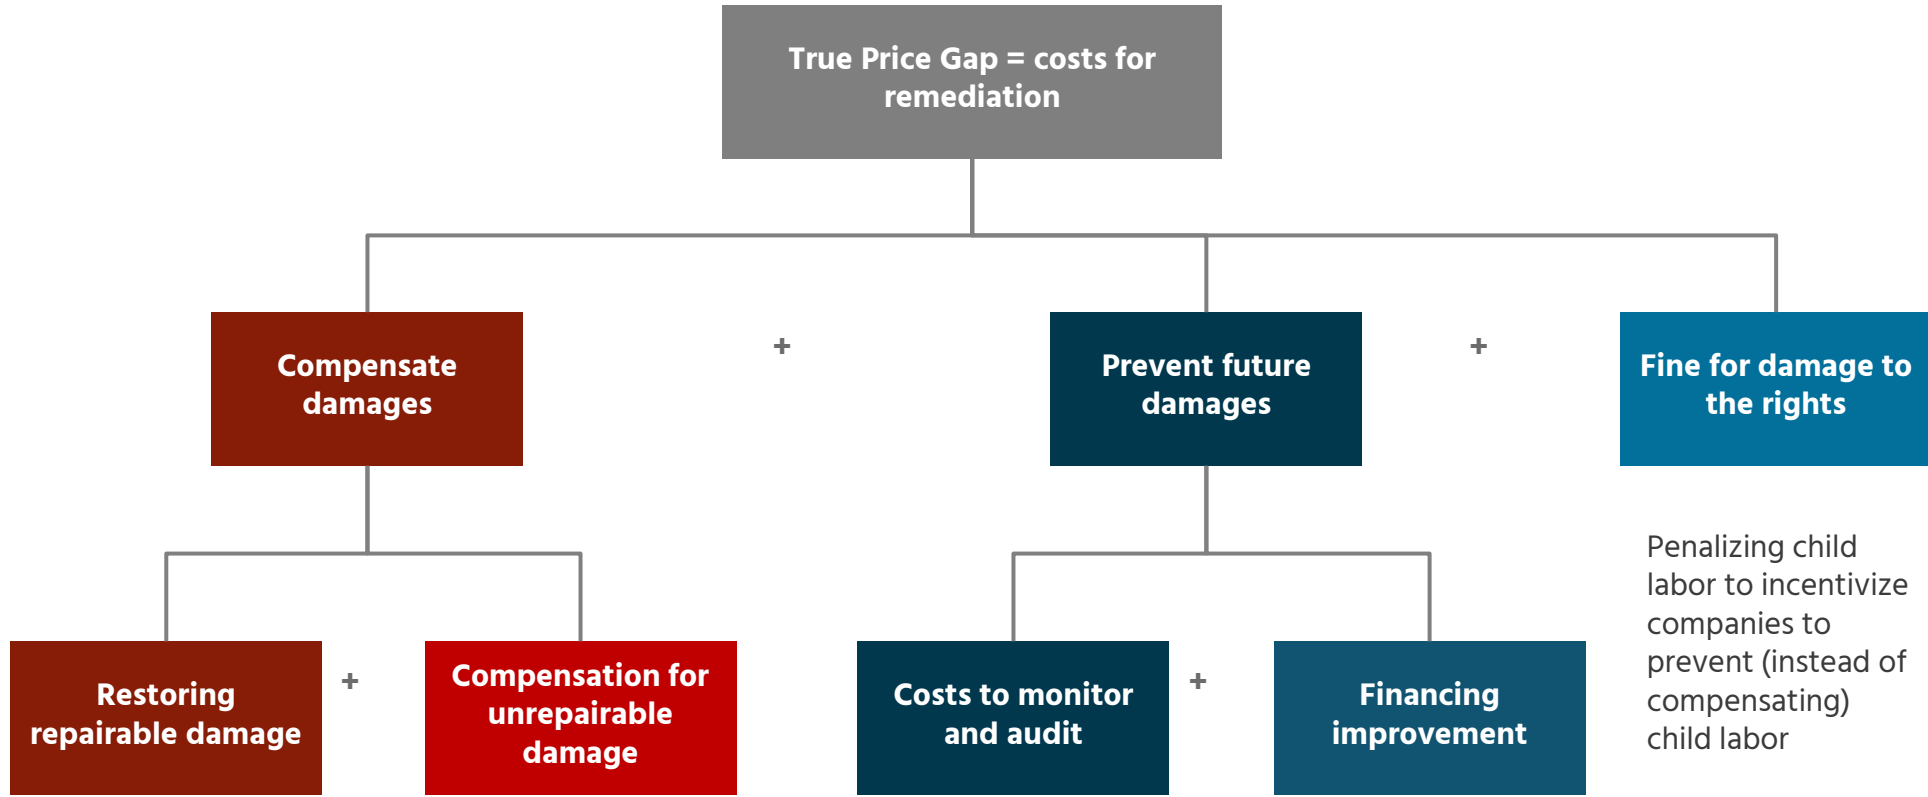 True Price Gap = costs for
remediation
Compensate
damages
+
Prevent future
damages
+
Fine for damage to
the rights
Restoring
repairable damage
+
Compensation for
unrepairable
damage
Costs to monitor
and audit
+
Financing
improvement
Penalizing child
labor to incentivize
companies to
prevent (instead of
compensating)
child labor